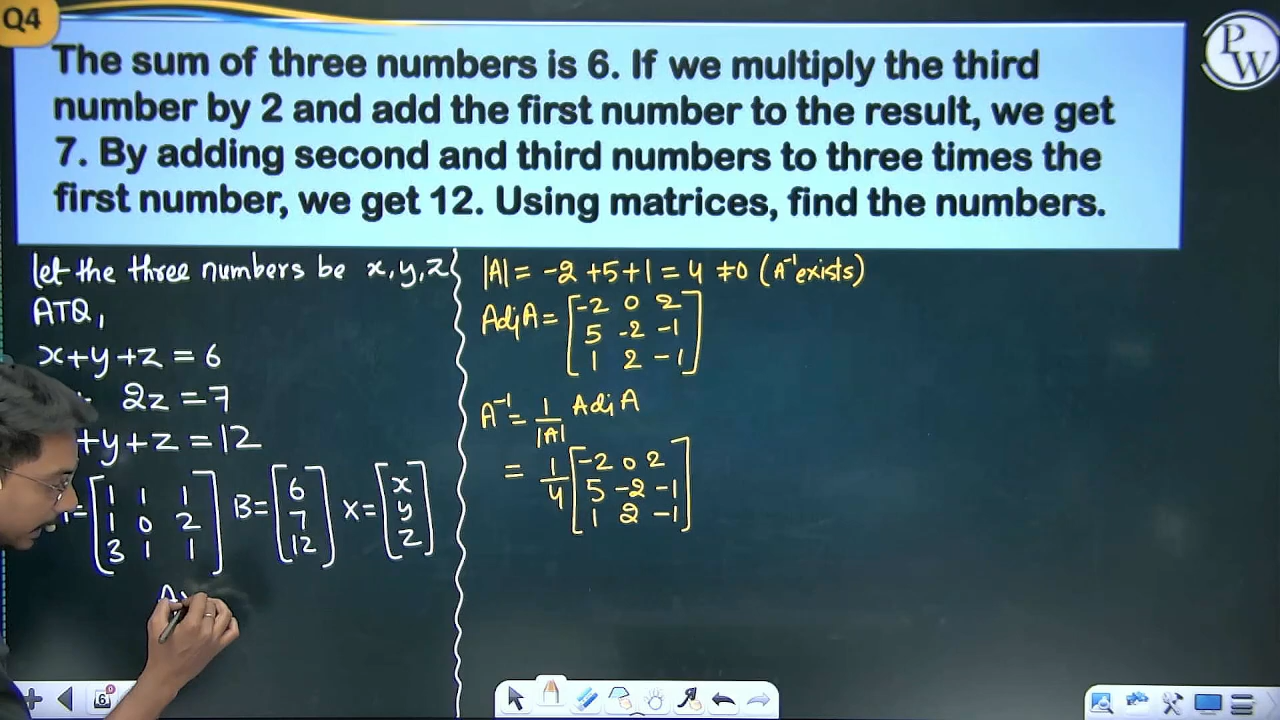 Q4
PW
The sum of three numbers is 6. If we multiply the third
number by 2 and add the first number to the result, we get
7. By adding second and third numbers to three times the
first number, we get 12. Using matrices, find the numbers.
let the three numbers be x, y, z
ATQ,
x+y+z = 6
2z = 7
+y+z = 12
= [1 1 1
1 0 2
3 1 1] B= [6
7
12] X= [x
y
z]
|A| = -2 +5+1 = 4 ≠0 (A⁻¹ exists)
AdjA = [-2 0 2
5 -2 -1
1 2 -1]
A⁻¹ = 1/|A| Adj A
= 1/4 [-2 0 2
5 -2 -1
1 2 -1]
6